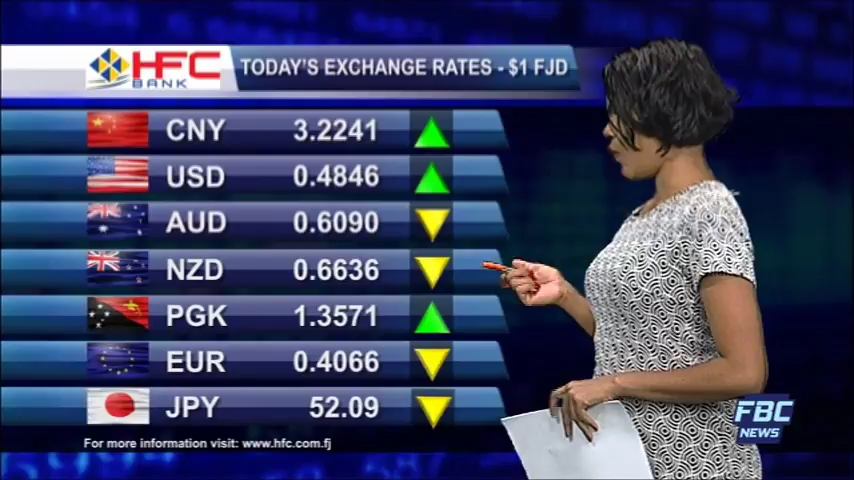 HFC
BANK
TODAY'S EXCHANGE RATES - $1 FJD
CNY 3.2241
USD 0.4846
AUD 0.6090
NZD 0.6636
PGK 1.3571
EUR 0.4066
JPY 52.09
For more information visit: www.hfc.com.fj
FBC
NEWS